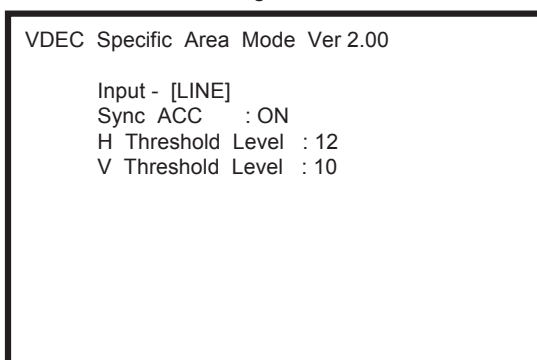 VDEC Specific Area Mode Ver 2.00
Input - [LINE]
Sync ACC : ON
H Threshold Level : 12
V Threshold Level : 10